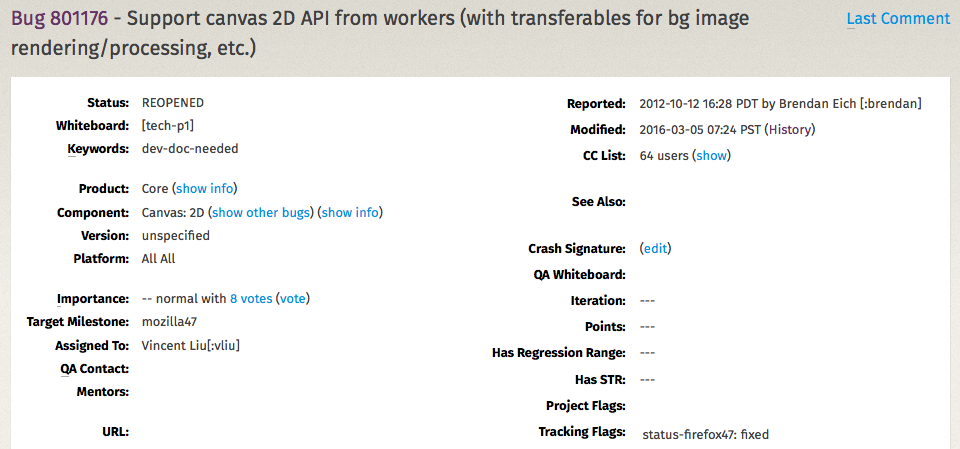 Bug 801176 - Support canvas 2D API from workers (with transferables for bg image
rendering/processing, etc.)
Last Comment
Status: REOPENED
Whiteboard: [tech-p1]
Keywords: dev-doc-needed
Product: Core (show info)
Component: Canvas: 2D (show other bugs) (show info)
Version: unspecified
Platform: All All
Importance: -- normal with 8 votes (vote)
Target Milestone: mozilla47
Assigned To: Vincent Liu[:vliu]
QA Contact:
Mentors:
URL:
Reported: 2012-10-12 16:28 PDT by Brendan Eich [:brendan]
Modified: 2016-03-05 07:24 PST (History)
CC List: 64 users (show)
See Also:
Crash Signature: (edit)
QA Whiteboard:
Iteration: ---
Points: ---
Has Regression Range: ---
Has STR: ---
Project Flags:
Tracking Flags: status-firefox47: fixed